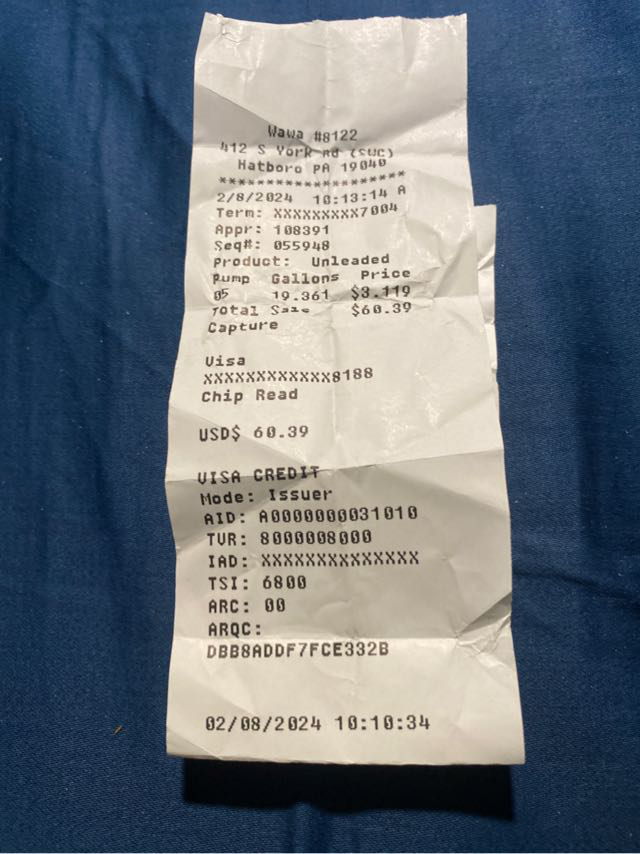 Wawa #8122
412 S York Rd (SWC)
Hatboro PA 19040
********************
2/8/2024 10:13:14 A
Term: XXXXXXXXX7004
Appr: 108391
Seq#: 055948
Product: Unleaded
Pump Gallons Price
05 19.361 $3.119
Total Sale $60.39
Capture
Visa
XXXXXXXXXXXX8188
Chip Read
USD$ 60.39
VISA CREDIT
Mode: Issuer
AID: A0000000031010
TVR: 8000008000
IAD: XXXXXXXXXXXXXX
TSI: 6800
ARC: 00
ARQC:
DBB8ADDF7FCE332B
02/08/2024 10:10:34